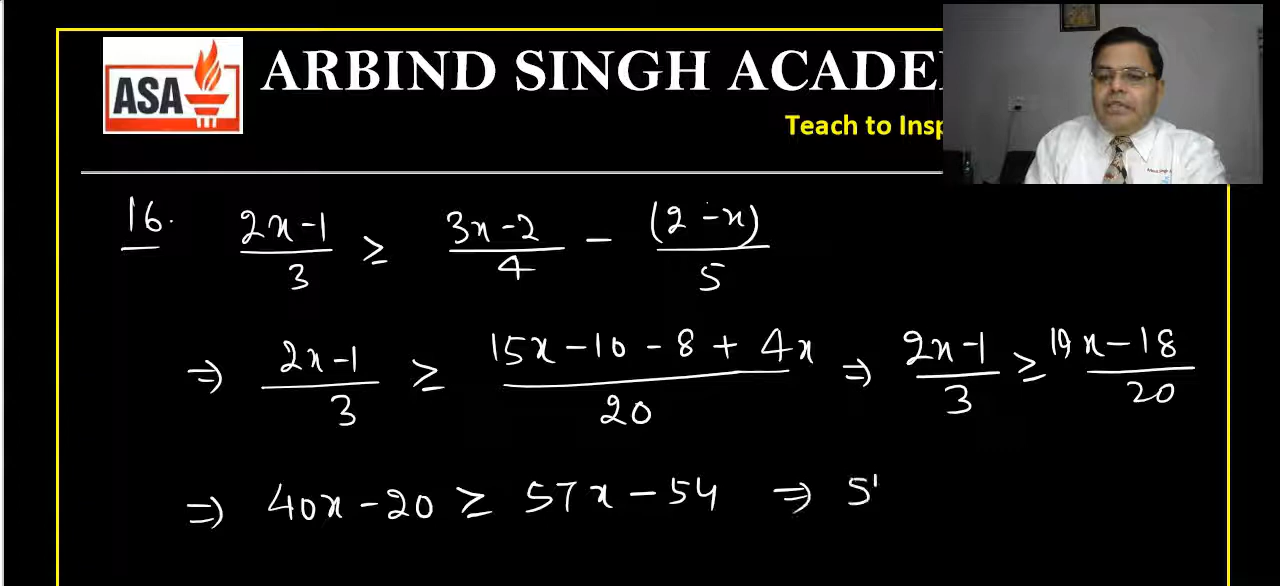 ASA
ARBIND SINGH ACADE
Teach to Insp
16. (2x-1)/3 ≥ (3x-2)/4 - (2-x)/5
⇒ (2x-1)/3 ≥ (15x-10-8+4x)/20 ⇒ (2x-1)/3 ≥ (19x-18)/20
⇒ 40x-20 ≥ 57x-54 ⇒ 5